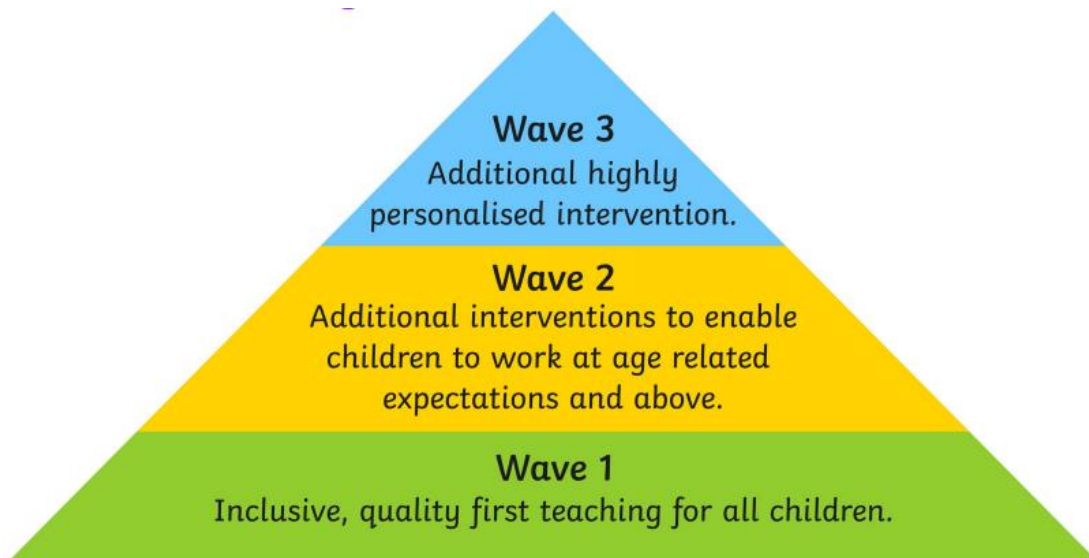 Wave 3
Additional highly
personalised intervention.
Wave 2
Additional interventions to enable
children to work at age related
expectations and above.
Wave 1
Inclusive, quality first teaching for all children.